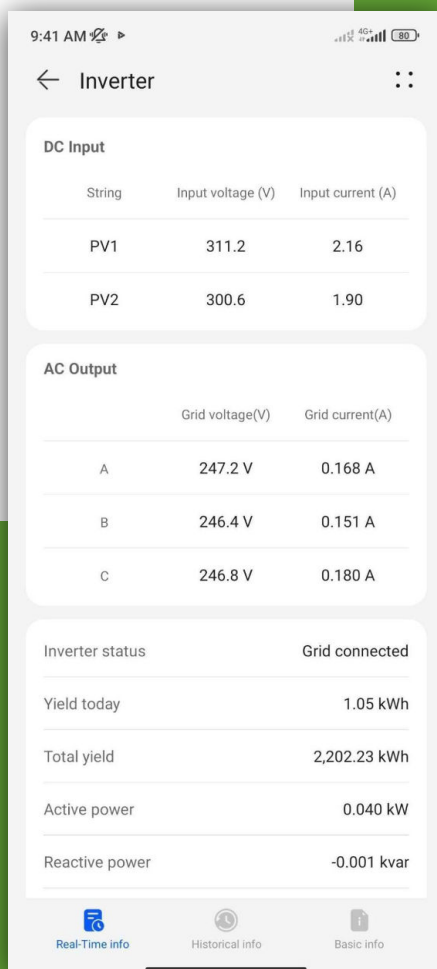 9:41 AM
4G+ 80
Inverter
DC Input
String Input voltage (V) Input current (A)
PV1 311.2 2.16
PV2 300.6 1.90
AC Output
Grid voltage(V) Grid current(A)
A 247.2 V 0.168 A
B 246.4 V 0.151 A
C 246.8 V 0.180 A
Inverter status Grid connected
Yield today 1.05 kWh
Total yield 2,202.23 kWh
Active power 0.040 kW
Reactive power -0.001 kvar
Real-Time info Historical info Basic info